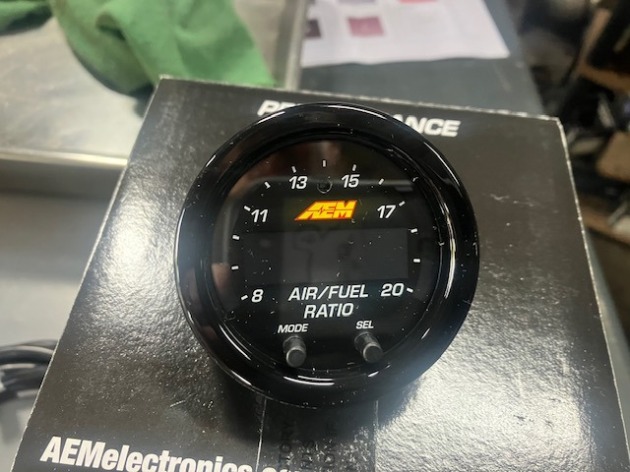 13 15
11 AEM 17
8 AIR/FUEL 20
RATIO
MODE SEL
AEMelectronics